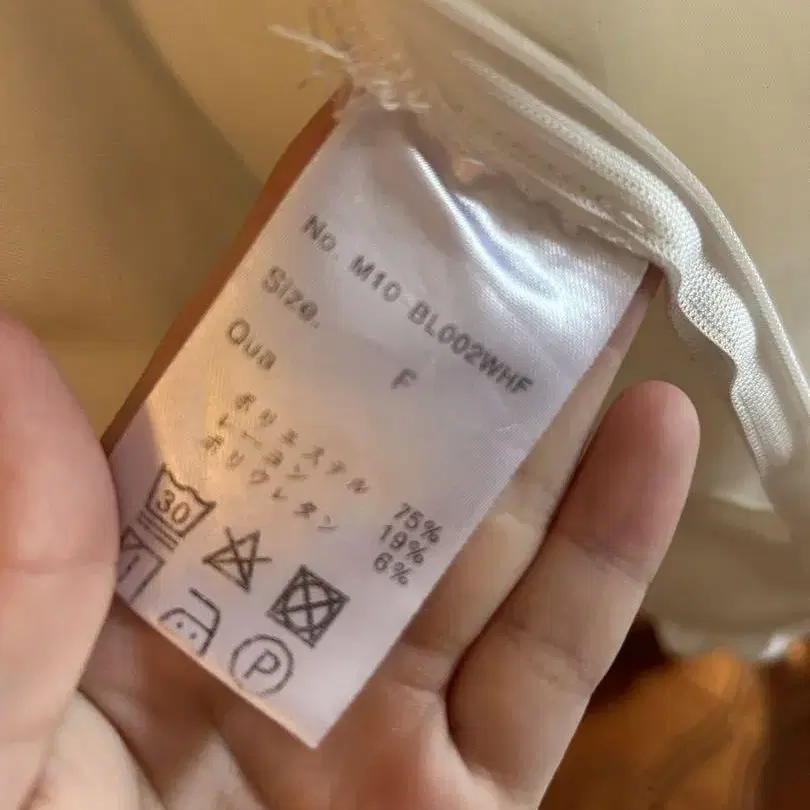 No. M10-BL002WHF
Size. F
Qua
ポリエステル 75%
レーヨン 19%
ポリウレタン 6%
30
P